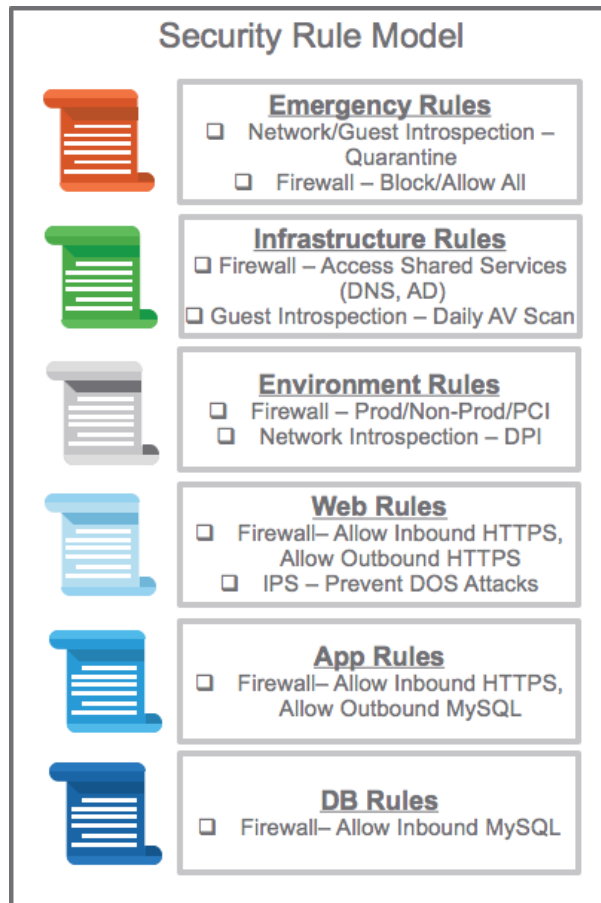 Security Rule Model
Emergency Rules
❑ Network/Guest Introspection –
Quarantine
❑ Firewall – Block/Allow All
Infrastructure Rules
❑ Firewall – Access Shared Services
(DNS, AD)
❑ Guest Introspection – Daily AV Scan
Environment Rules
❑ Firewall – Prod/Non-Prod/PCI
❑ Network Introspection – DPI
Web Rules
❑ Firewall– Allow Inbound HTTPS,
Allow Outbound HTTPS
❑ IPS – Prevent DOS Attacks
App Rules
❑ Firewall– Allow Inbound HTTPS,
Allow Outbound MySQL
DB Rules
❑ Firewall– Allow Inbound MySQL